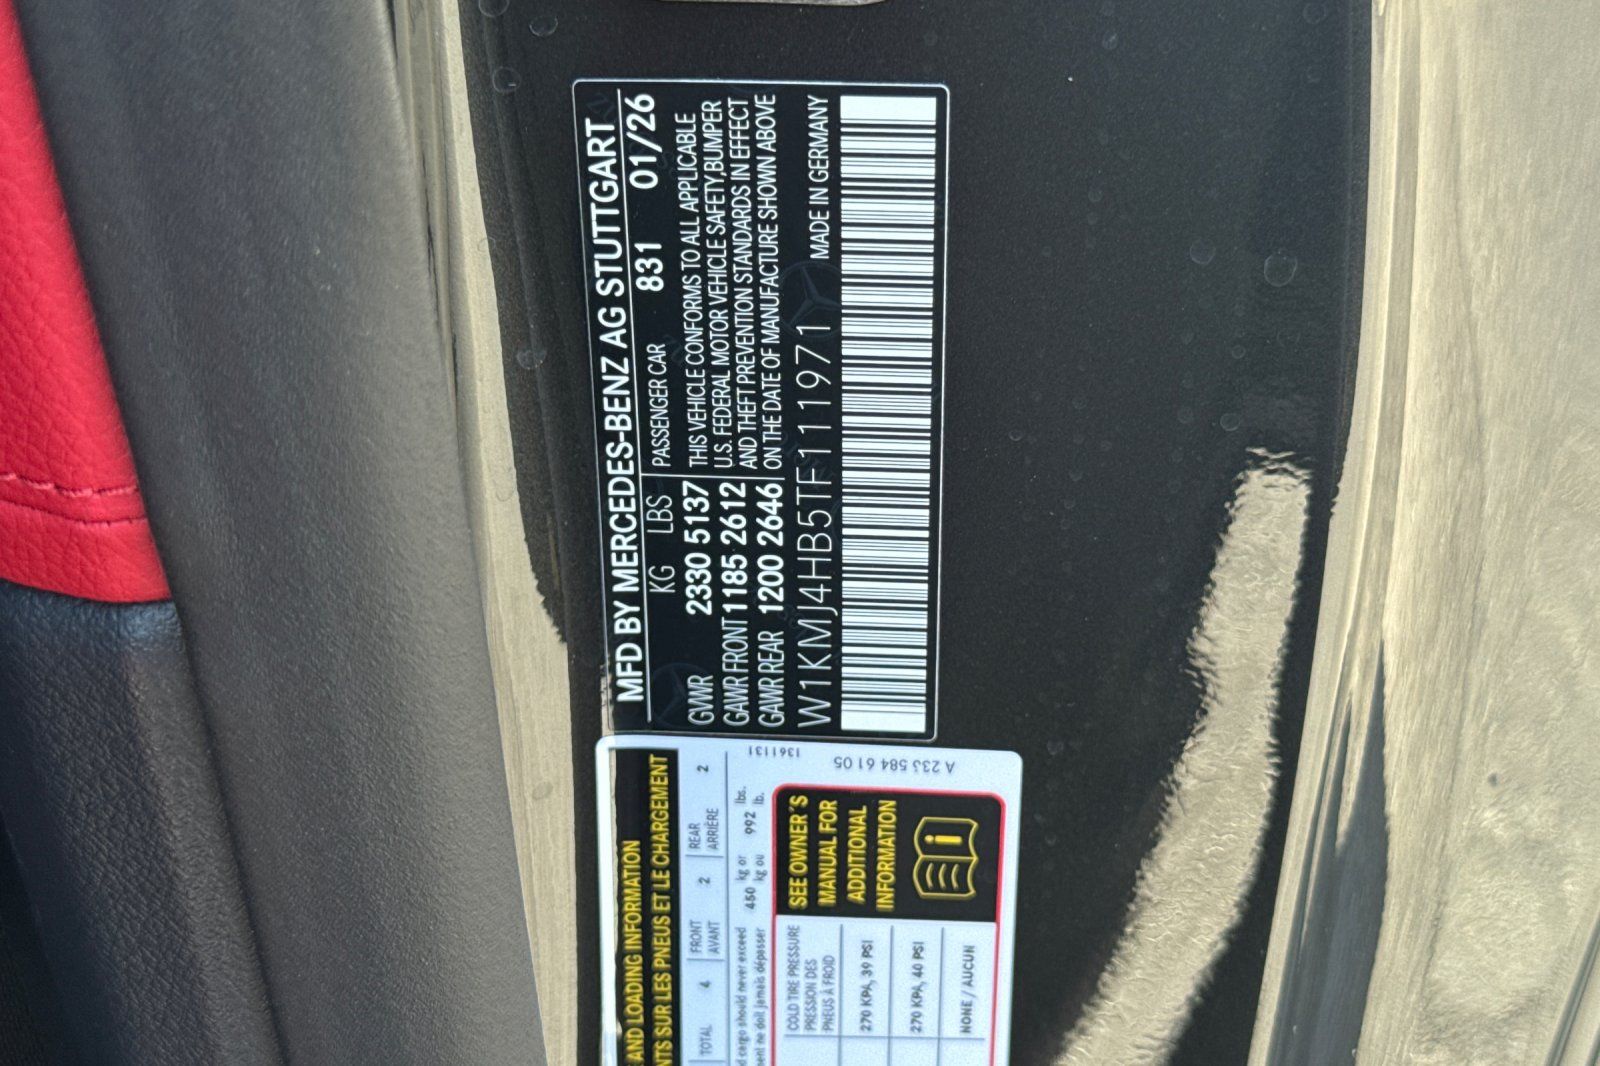 MFD BY MERCEDES-BENZ AG STUTTGART
KG LBS PASSENGER CAR 831 01/26
GVWR 2330 5137 THIS VEHICLE CONFORMS TO ALL APPLICABLE
GAWR FRONT 1185 2612 U.S. FEDERAL MOTOR VEHICLE SAFETY,BUMPER
AND THEFT PREVENTION STANDARDS IN EFFECT
GAWR REAR 1200 2646 ON THE DATE OF MANUFACTURE SHOWN ABOVE
W1KMJ4HB5TF111971 MADE IN GERMANY
E AND LOADING INFORMATION
NTS SUR LES PNEUS ET LE CHARGEMENT
TOTAL 4 FRONT 2 REAR 2
AVANT ARRIÈRE
d cargo should never exceed 450 kg or 992 lbs.
ent ne doit jamais dépasser kg ou lb.
COLD TIRE PRESSURE
PRESSION DES
PNEUS À FROID
270 KPA, 39 PSI
270 KPA, 40 PSI
NONE / AUCUN
SEE OWNER'S
MANUAL FOR
ADDITIONAL
INFORMATION
1361131
A 233 584 61 05